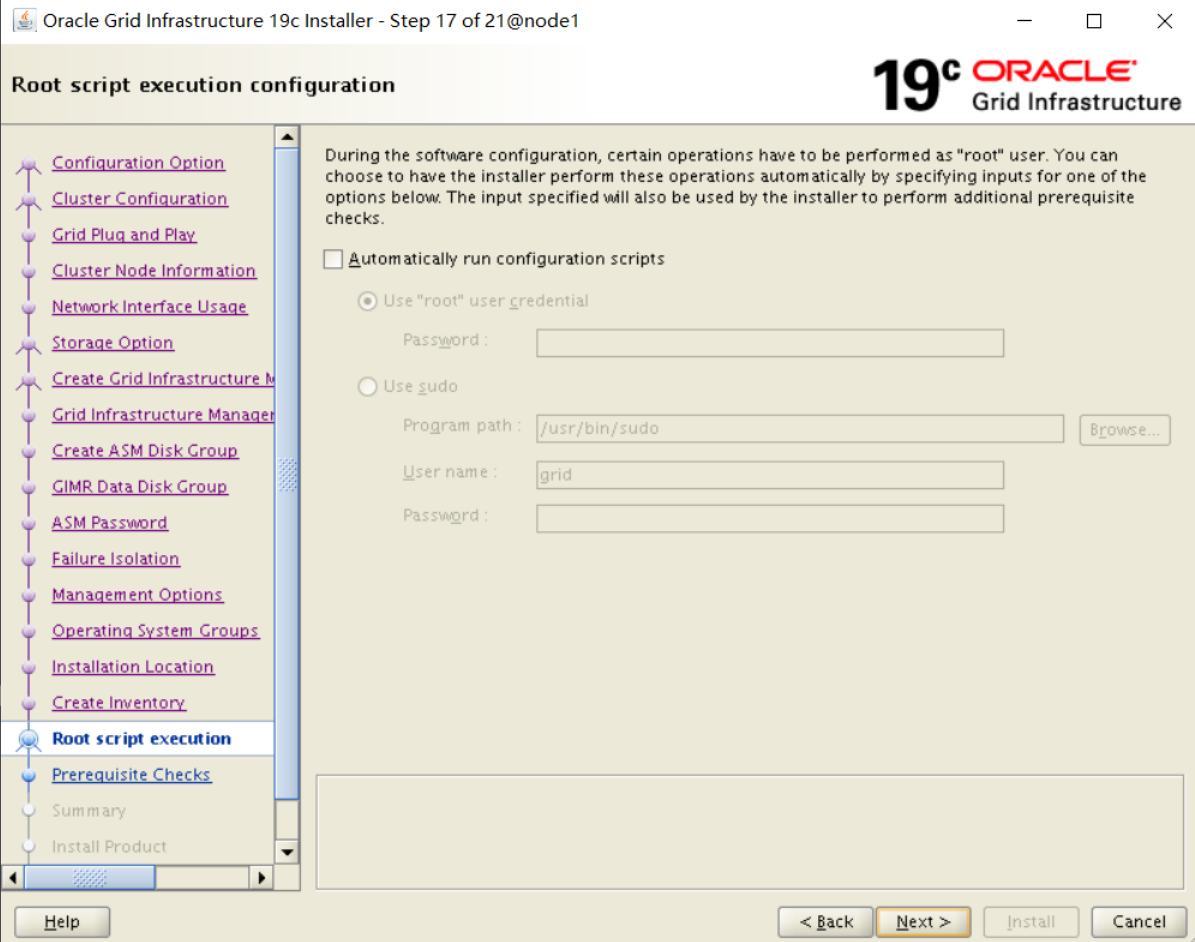 Oracle Grid Infrastructure 19c Installer - Step 17 of 21@node1
Root script execution configuration
19c ORACLE
Grid Infrastructure
Configuration Option
Cluster Configuration
Grid Plug and Play
Cluster Node Information
Network Interface Usage
Storage Option
Create Grid Infrastructure M
Grid Infrastructure Manager
Create ASM Disk Group
GIMR Data Disk Group
ASM Password
Failure Isolation
Management Options
Operating System Groups
Installation Location
Create Inventory
Root script execution
Prerequisite Checks
Summary
Install Product
During the software configuration, certain operations have to be performed as "root" user. You can
choose to have the installer perform these operations automatically by specifying inputs for one of the
options below. The input specified will also be used by the installer to perform additional prerequisite
checks.
Automatically run configuration scripts
Use "root" user credential
Password :
Use sudo
Program path : /usr/bin/sudo Browse...
User name : grid
Password :
Help < Back Next > Install Cancel